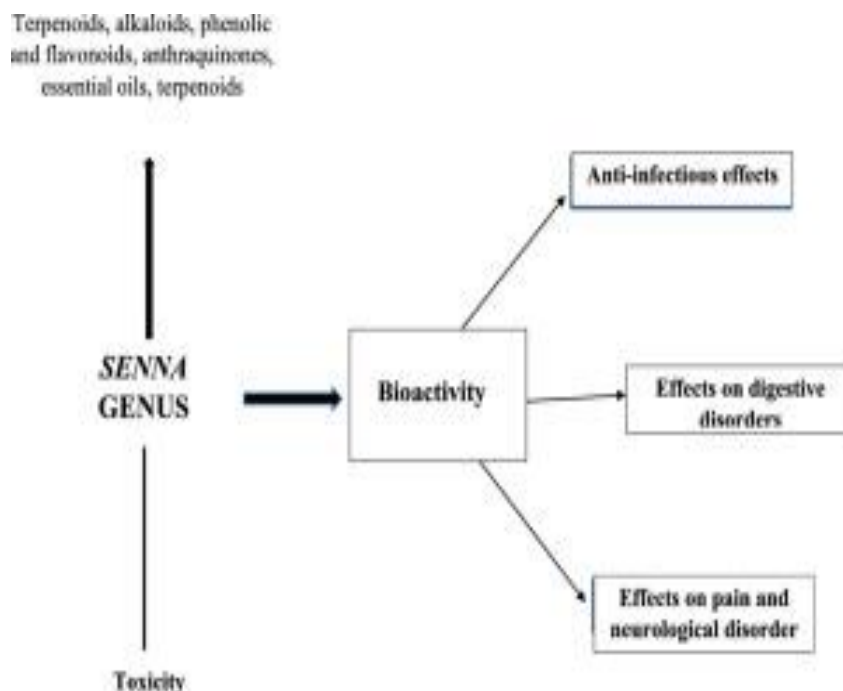 Terpenoids, alkaloids, phenolic
and flavonoids, anthraquinones,
essential oils, terpenoids
Anti-infectious effects
SENNA
GENUS
Bioactivity
Effects on digestive
disorders
Effects on pain and
neurological disorder
Toxicity